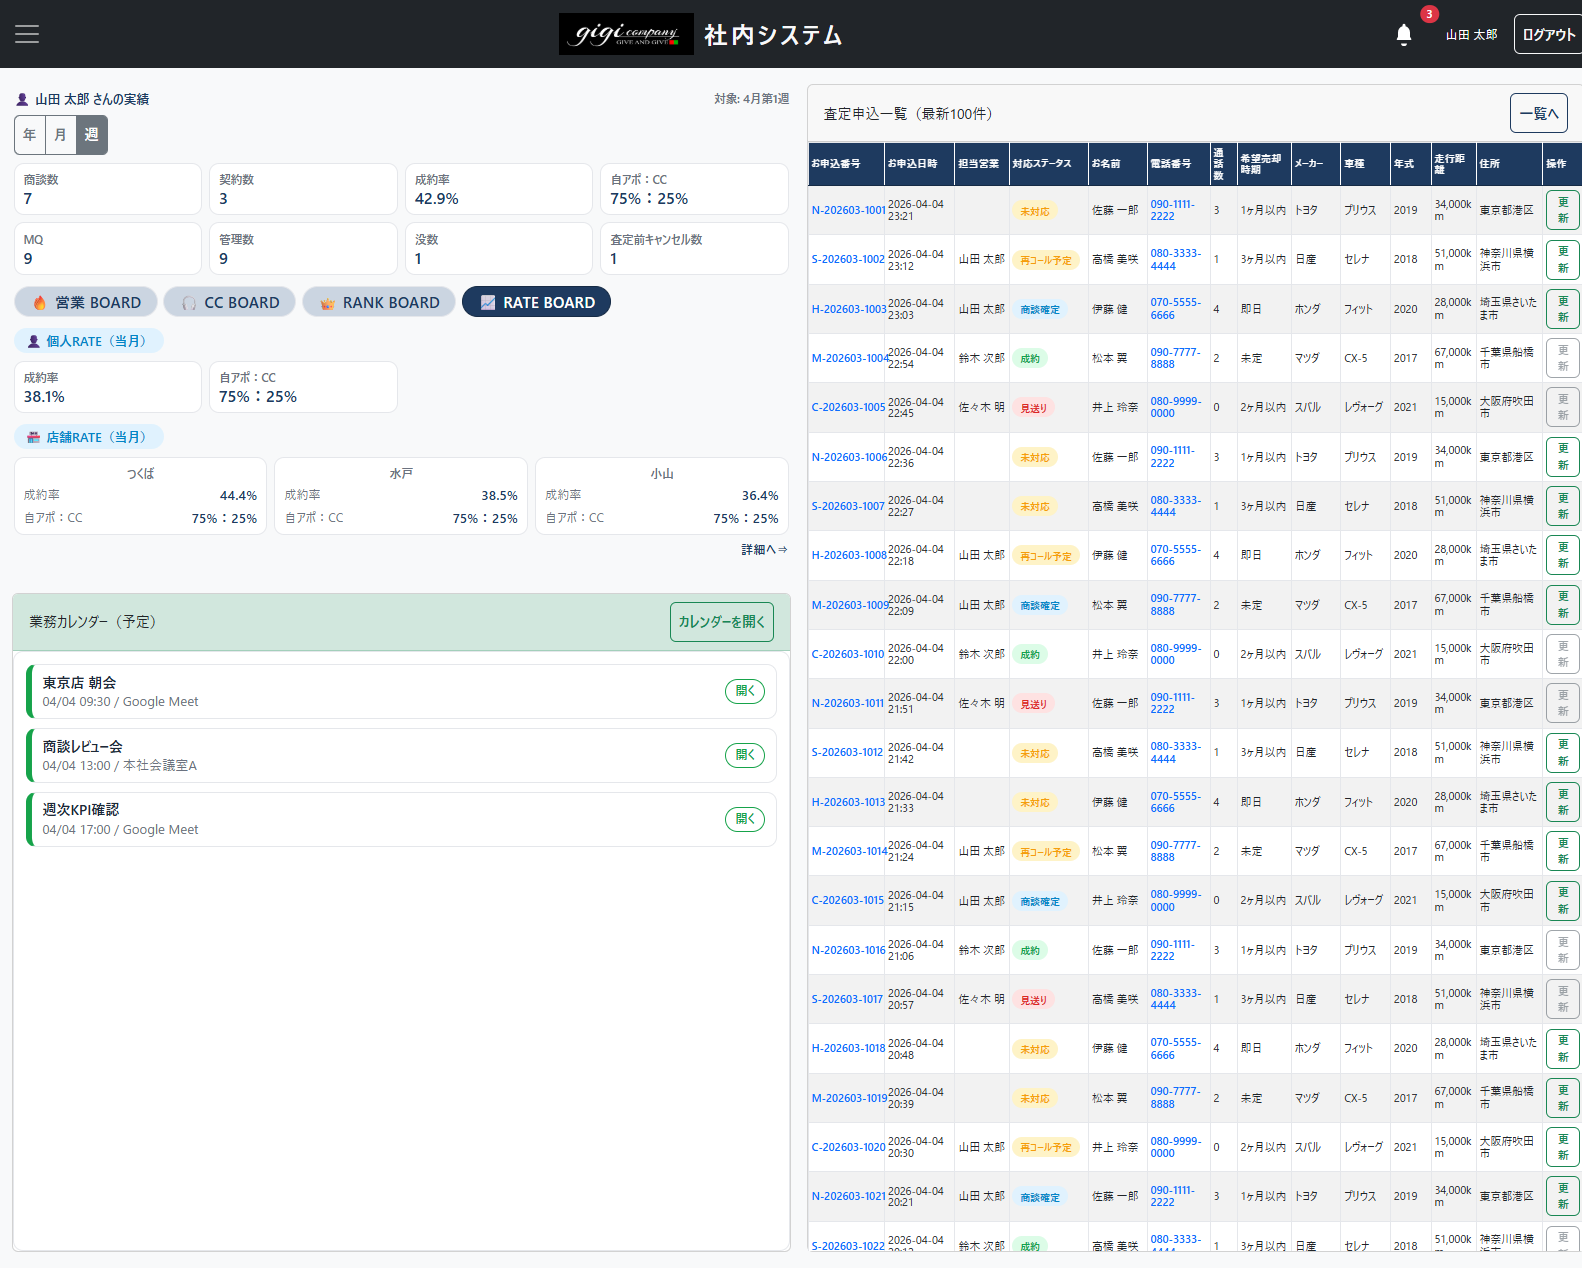 gigi company
GIVE AND GIVE
社内システム
3
山田 太郎
ログアウト
山田 太郎 さんの実績
対象: 4月第1週
年 月 週
商談数
7
契約数
3
成約率
42.9%
自アポ：CC
75%：25%
MQ
9
管理数
9
没数
1
査定前キャンセル数
1
営業 BOARD
CC BOARD
RANK BOARD
RATE BOARD
個人RATE（当月）
成約率
38.1%
自アポ：CC
75%：25%
店舗RATE（当月）
つくば
成約率 44.4%
自アポ：CC 75%：25%
水戸
成約率 38.5%
自アポ：CC 75%：25%
小山
成約率 36.4%
自アポ：CC 75%：25%
詳細へ⇒
業務カレンダー（予定）
カレンダーを開く
東京店 朝会
04/04 09:30 / Google Meet
開く
商談レビュー会
04/04 13:00 / 本社会議室A
開く
週次KPI確認
04/04 17:00 / Google Meet
開く
査定申込一覧（最新100件）
一覧へ
お申込番号 お申込日時 担当営業 対応ステータス お名前 電話番号 通話数 希望売却時期 メーカー 車種 年式 走行距離 住所 操作
N-202603-1001 2026-04-04 23:21 未対応 佐藤 一郎 090-1111-2222 3 1ヶ月以内 トヨタ プリウス 2019 34,000km 東京都港区 更新
S-202603-1002 2026-04-04 23:12 山田 太郎 再コール予定 高橋 美咲 080-3333-4444 1 3ヶ月以内 日産 セレナ 2018 51,000km 神奈川県横浜市 更新
H-202603-1003 2026-04-04 23:03 山田 太郎 商談確定 伊藤 健 070-5555-6666 4 即日 ホンダ フィット 2020 28,000km 埼玉県さいたま市 更新
M-202603-1004 2026-04-04 22:54 鈴木 次郎 成約 松本 翼 090-7777-8888 2 未定 マツダ CX-5 2017 67,000km 千葉県船橋市 更新
C-202603-1005 2026-04-04 22:45 佐々木 明 見送り 井上 玲奈 080-9999-0000 0 2ヶ月以内 スバル レヴォーグ 2021 15,000km 大阪府吹田市 更新
N-202603-1006 2026-04-04 22:36 未対応 佐藤 一郎 090-1111-2222 3 1ヶ月以内 トヨタ プリウス 2019 34,000km 東京都港区 更新
S-202603-1007 2026-04-04 22:27 未対応 高橋 美咲 080-3333-4444 1 3ヶ月以内 日産 セレナ 2018 51,000km 神奈川県横浜市 更新
H-202603-1008 2026-04-04 22:18 山田 太郎 再コール予定 伊藤 健 070-5555-6666 4 即日 ホンダ フィット 2020 28,000km 埼玉県さいたま市 更新
M-202603-1009 2026-04-04 22:09 山田 太郎 商談確定 松本 翼 090-7777-8888 2 未定 マツダ CX-5 2017 67,000km 千葉県船橋市 更新
C-202603-1010 2026-04-04 22:00 鈴木 次郎 成約 井上 玲奈 080-9999-0000 0 2ヶ月以内 スバル レヴォーグ 2021 15,000km 大阪府吹田市 更新
N-202603-1011 2026-04-04 21:51 佐々木 明 見送り 佐藤 一郎 090-1111-2222 3 1ヶ月以内 トヨタ プリウス 2019 34,000km 東京都港区 更新
S-202603-1012 2026-04-04 21:42 未対応 高橋 美咲 080-3333-4444 1 3ヶ月以内 日産 セレナ 2018 51,000km 神奈川県横浜市 更新
H-202603-1013 2026-04-04 21:33 未対応 伊藤 健 070-5555-6666 4 即日 ホンダ フィット 2020 28,000km 埼玉県さいたま市 更新
M-202603-1014 2026-04-04 21:24 山田 太郎 再コール予定 松本 翼 090-7777-8888 2 未定 マツダ CX-5 2017 67,000km 千葉県船橋市 更新
C-202603-1015 2026-04-04 21:15 山田 太郎 商談確定 井上 玲奈 080-9999-0000 0 2ヶ月以内 スバル レヴォーグ 2021 15,000km 大阪府吹田市 更新
N-202603-1016 2026-04-04 21:06 鈴木 次郎 成約 佐藤 一郎 090-1111-2222 3 1ヶ月以内 トヨタ プリウス 2019 34,000km 東京都港区 更新
S-202603-1017 2026-04-04 20:57 佐々木 明 見送り 高橋 美咲 080-3333-4444 1 3ヶ月以内 日産 セレナ 2018 51,000km 神奈川県横浜市 更新
H-202603-1018 2026-04-04 20:48 未対応 伊藤 健 070-5555-6666 4 即日 ホンダ フィット 2020 28,000km 埼玉県さいたま市 更新
M-202603-1019 2026-04-04 20:39 未対応 松本 翼 090-7777-8888 2 未定 マツダ CX-5 2017 67,000km 千葉県船橋市 更新
C-202603-1020 2026-04-04 20:30 山田 太郎 再コール予定 井上 玲奈 080-9999-0000 0 2ヶ月以内 スバル レヴォーグ 2021 15,000km 大阪府吹田市 更新
N-202603-1021 2026-04-04 20:21 山田 太郎 商談確定 佐藤 一郎 090-1111-2222 3 1ヶ月以内 トヨタ プリウス 2019 34,000km 東京都港区 更新
S-202603-1022 2026-04-04 鈴木 次郎 成約 高橋 美咲 080-3333- 1 3ヶ月以内 日産 セレナ 2018 51,000k 神奈川県横 更